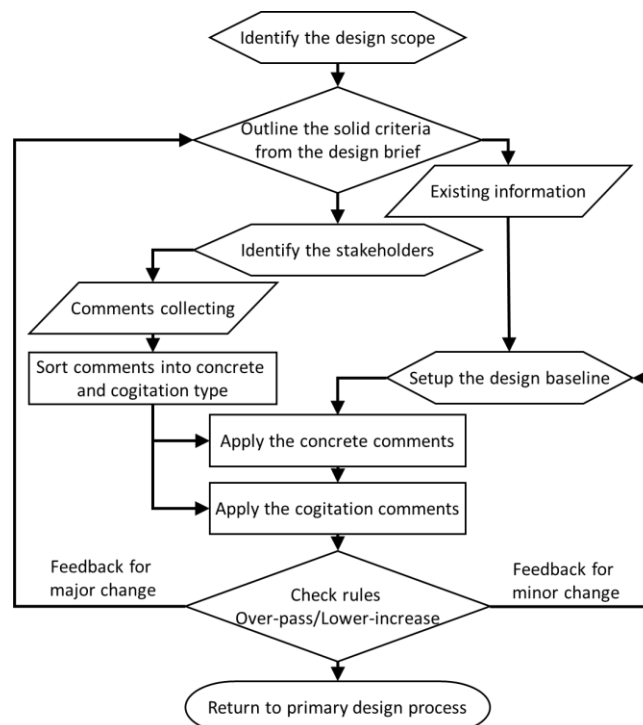 Identify the design scope
Outline the solid criteria
from the design brief
Existing information
Identify the stakeholders
Comments collecting
Sort comments into concrete
and cogitation type
Setup the design baseline
Apply the concrete comments
Apply the cogitation comments
Feedback for
major change
Check rules
Over-pass/Lower-increase
Feedback for
minor change
Return to primary design process